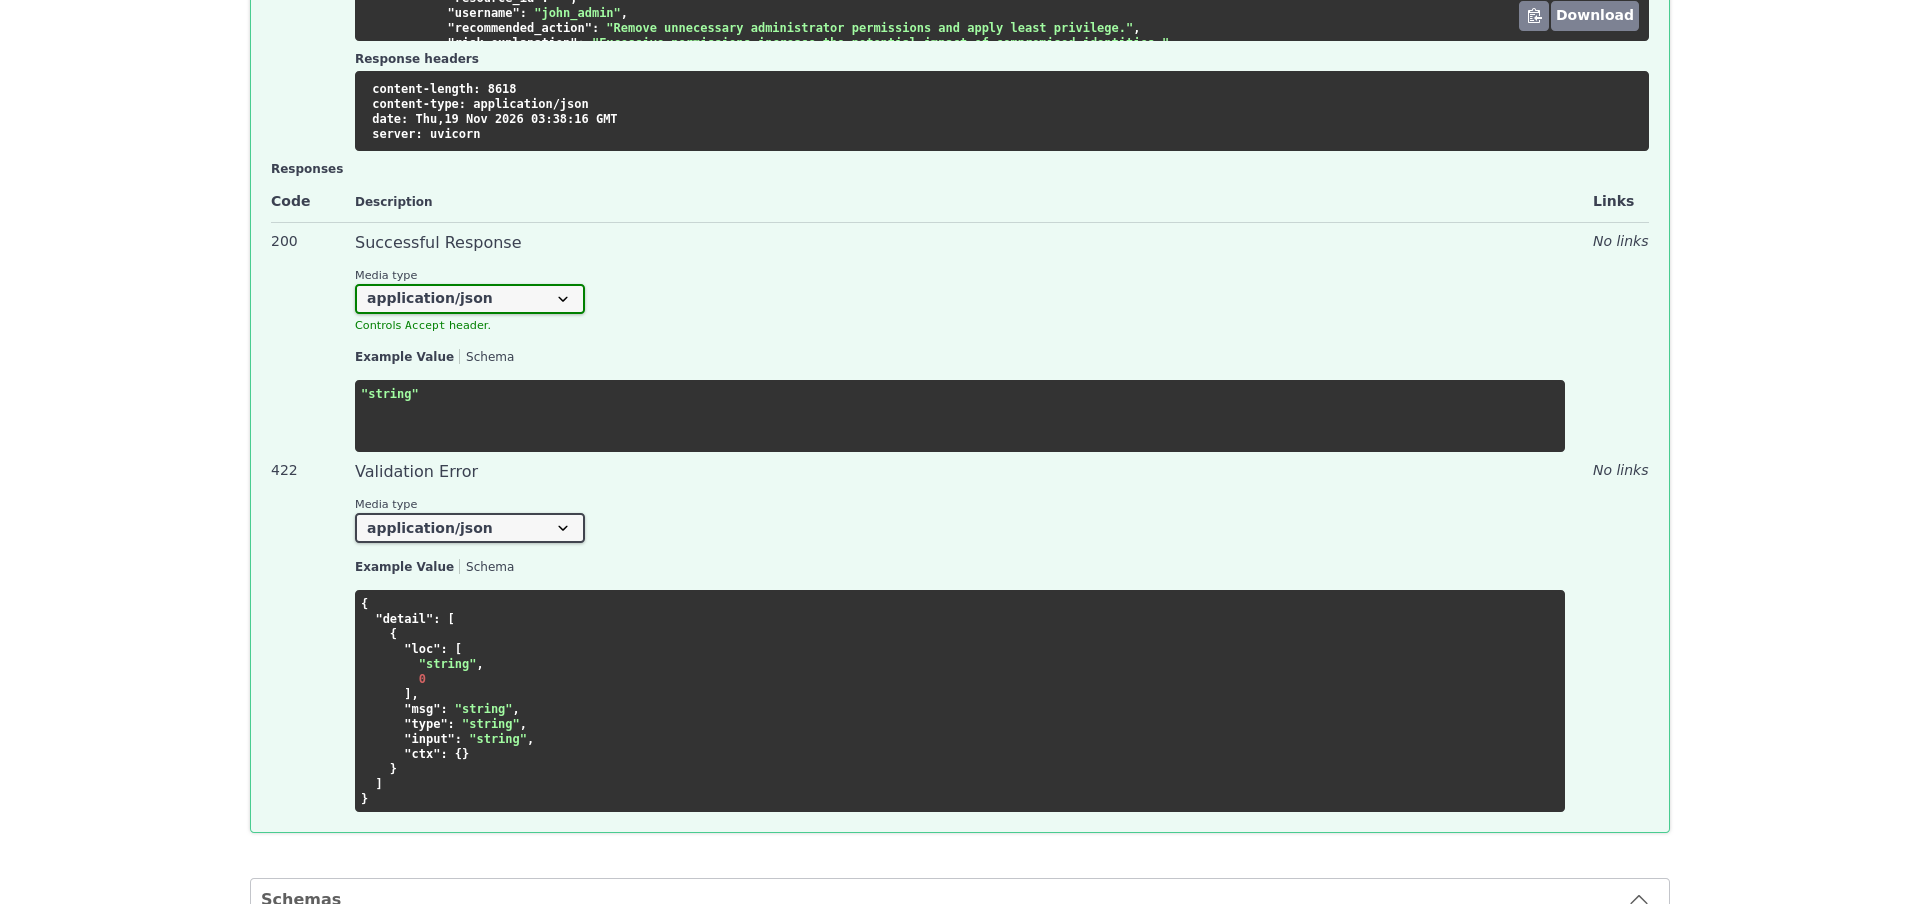 "username": "john_admin",
"recommended_action": "Remove unnecessary administrator permissions and apply least privilege.",
Download
Response headers
content-length: 8618
content-type: application/json
date: Thu,19 Nov 2026 03:38:16 GMT
server: uvicorn
Responses
Code Description Links
200 Successful Response No links
Media type
application/json
Controls Accept header.
Example Value Schema
"string"
422 Validation Error No links
Media type
application/json
Example Value Schema
{
"detail": [
{
"loc": [
"string",
0
],
"msg": "string",
"type": "string",
"input": "string",
"ctx": {}
}
]
}
Schemas